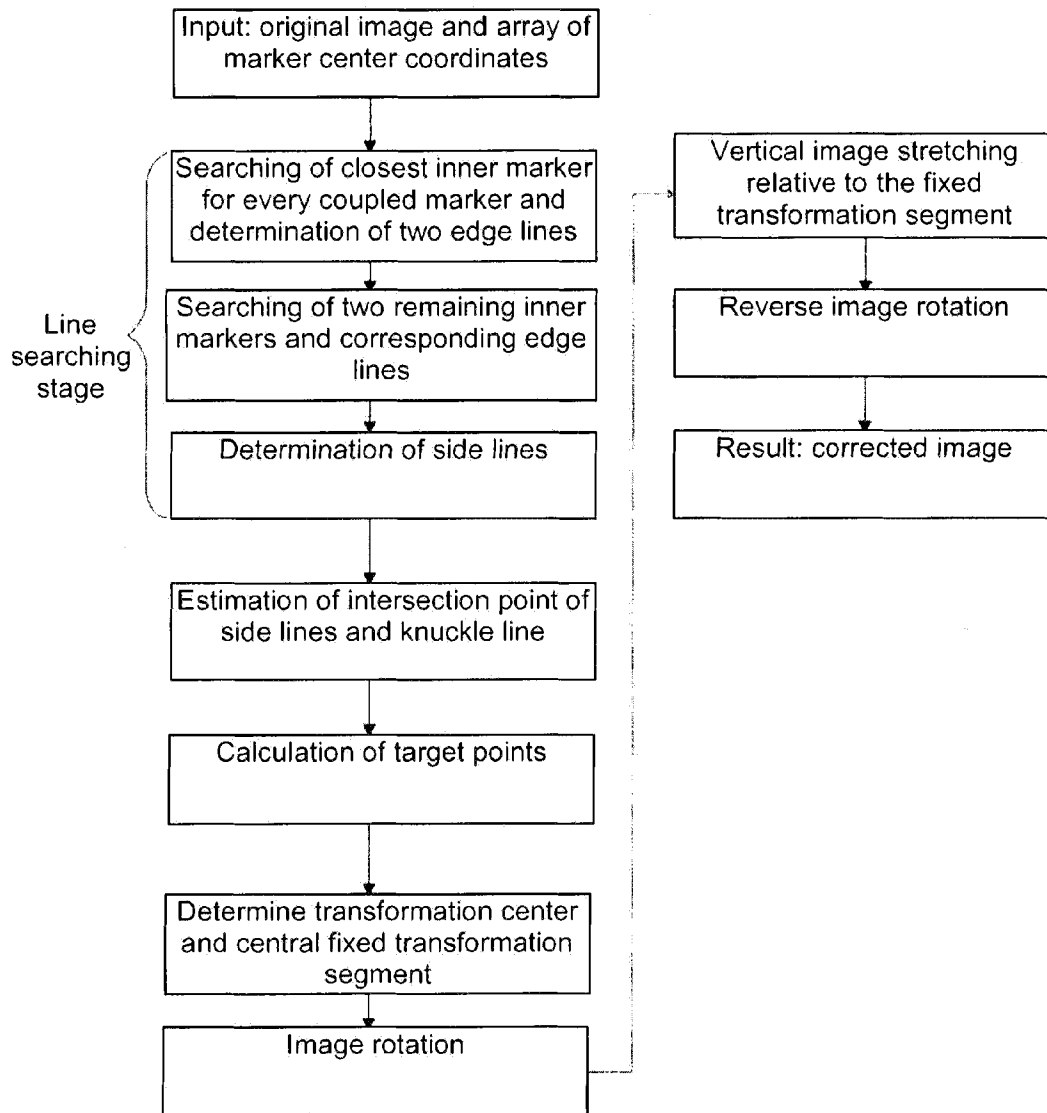 Input: original image and array of
marker center coordinates
Searching of closest inner marker
for every coupled marker and
determination of two edge lines
Searching of two remaining inner
markers and corresponding edge
lines
Determination of side lines
Line
searching
stage
Estimation of intersection point of
side lines and knuckle line
Calculation of target points
Determine transformation center
and central fixed transformation
segment
Image rotation
Vertical image stretching
relative to the fixed
transformation segment
Reverse image rotation
Result: corrected image